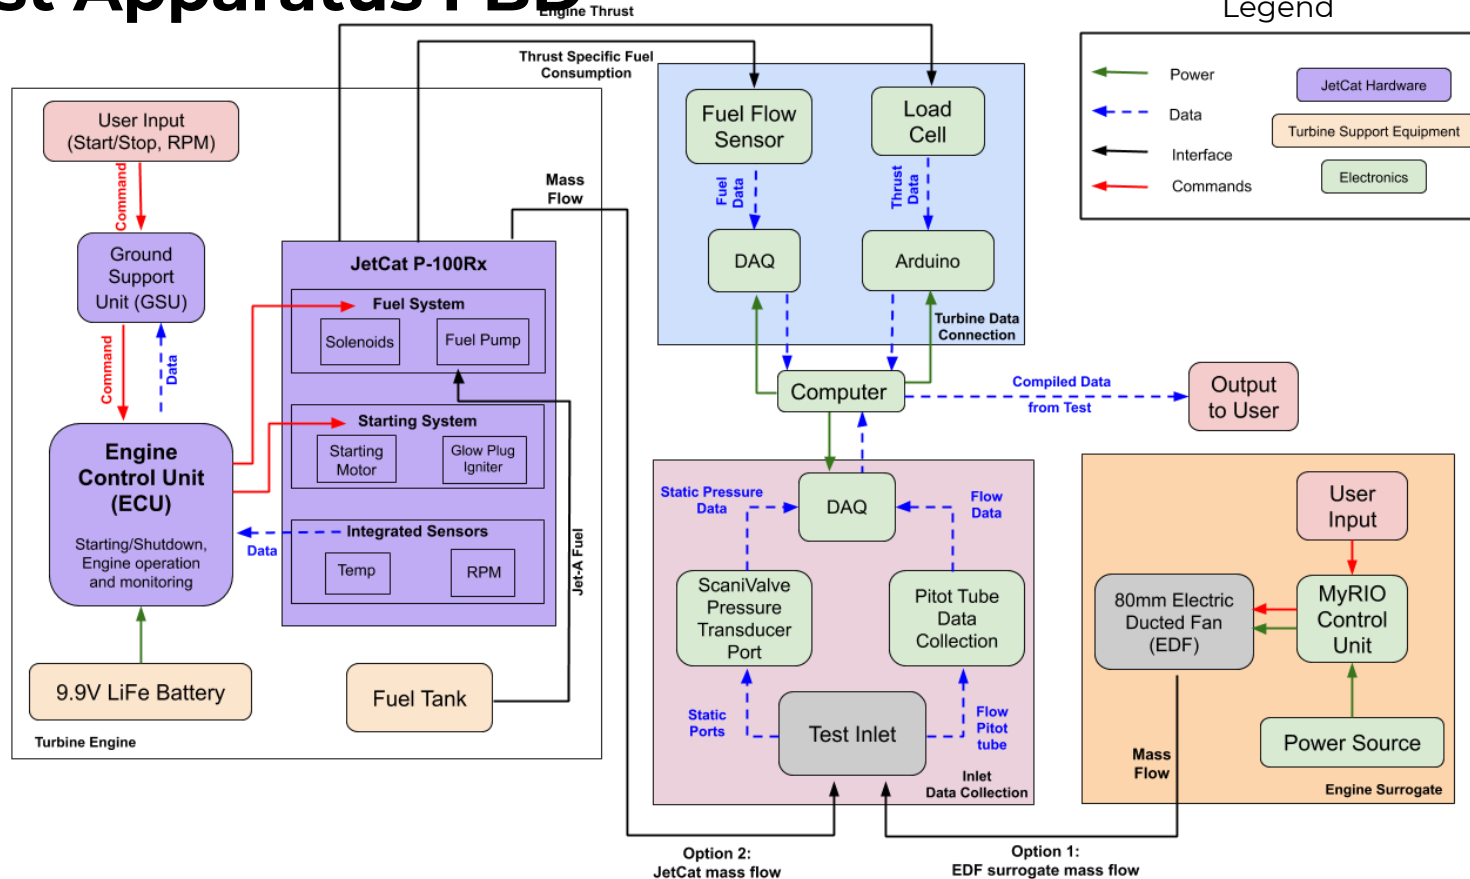 st Apparatus FBD
Legend
Power
Data
Interface
Commands
JetCat Hardware
Turbine Support Equipment
Electronics
Engine Thrust
Thrust Specific Fuel
Consumption
Mass
Flow
User Input
(Start/Stop, RPM)
Command
Ground
Support
Unit (GSU)
Command
Data
Engine
Control Unit
(ECU)
Starting/Shutdown,
Engine operation
and monitoring
9.9V LiFe Battery
Turbine Engine
JetCat P-100Rx
Fuel System
Solenoids
Fuel Pump
Starting System
Starting
Motor
Glow Plug
Igniter
Integrated Sensors
Data
Temp
RPM
Jet-A Fuel
Fuel Tank
Fuel Flow
Sensor
Load
Cell
Fuel
Data
Thrust
Data
DAQ
Arduino
Turbine Data
Connection
Computer
Compiled Data
from Test
Output
to User
Static Pressure
Data
DAQ
Flow
Data
ScaniValve
Pressure
Transducer
Port
Pitot Tube
Data
Collection
Static
Ports
Test Inlet
Flow
Pitot
tube
Inlet
Data Collection
User
Input
80mm Electric
Ducted Fan
(EDF)
MyRIO
Control
Unit
Power Source
Mass
Flow
Engine Surrogate
Option 2:
JetCat mass flow
Option 1:
EDF surrogate mass flow